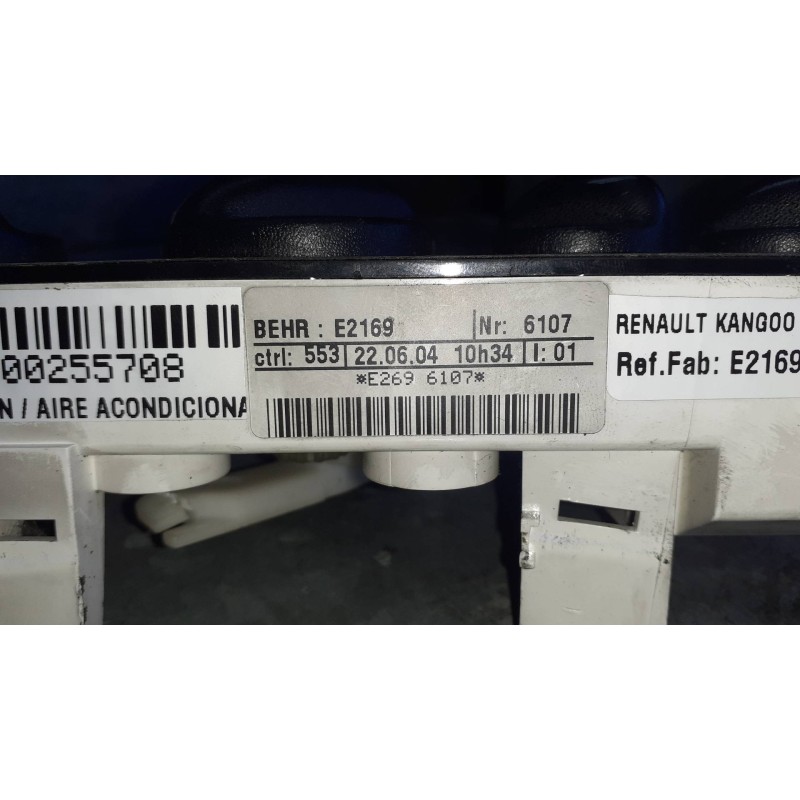 00255708
N / AIRE ACONDICIONA
BEHR : E2169 Nr: 6107
ctrl: 553 22.06.04 10h34 I: 01
*E269 6107*
RENAULT KANGOO
Ref.Fab: E2169